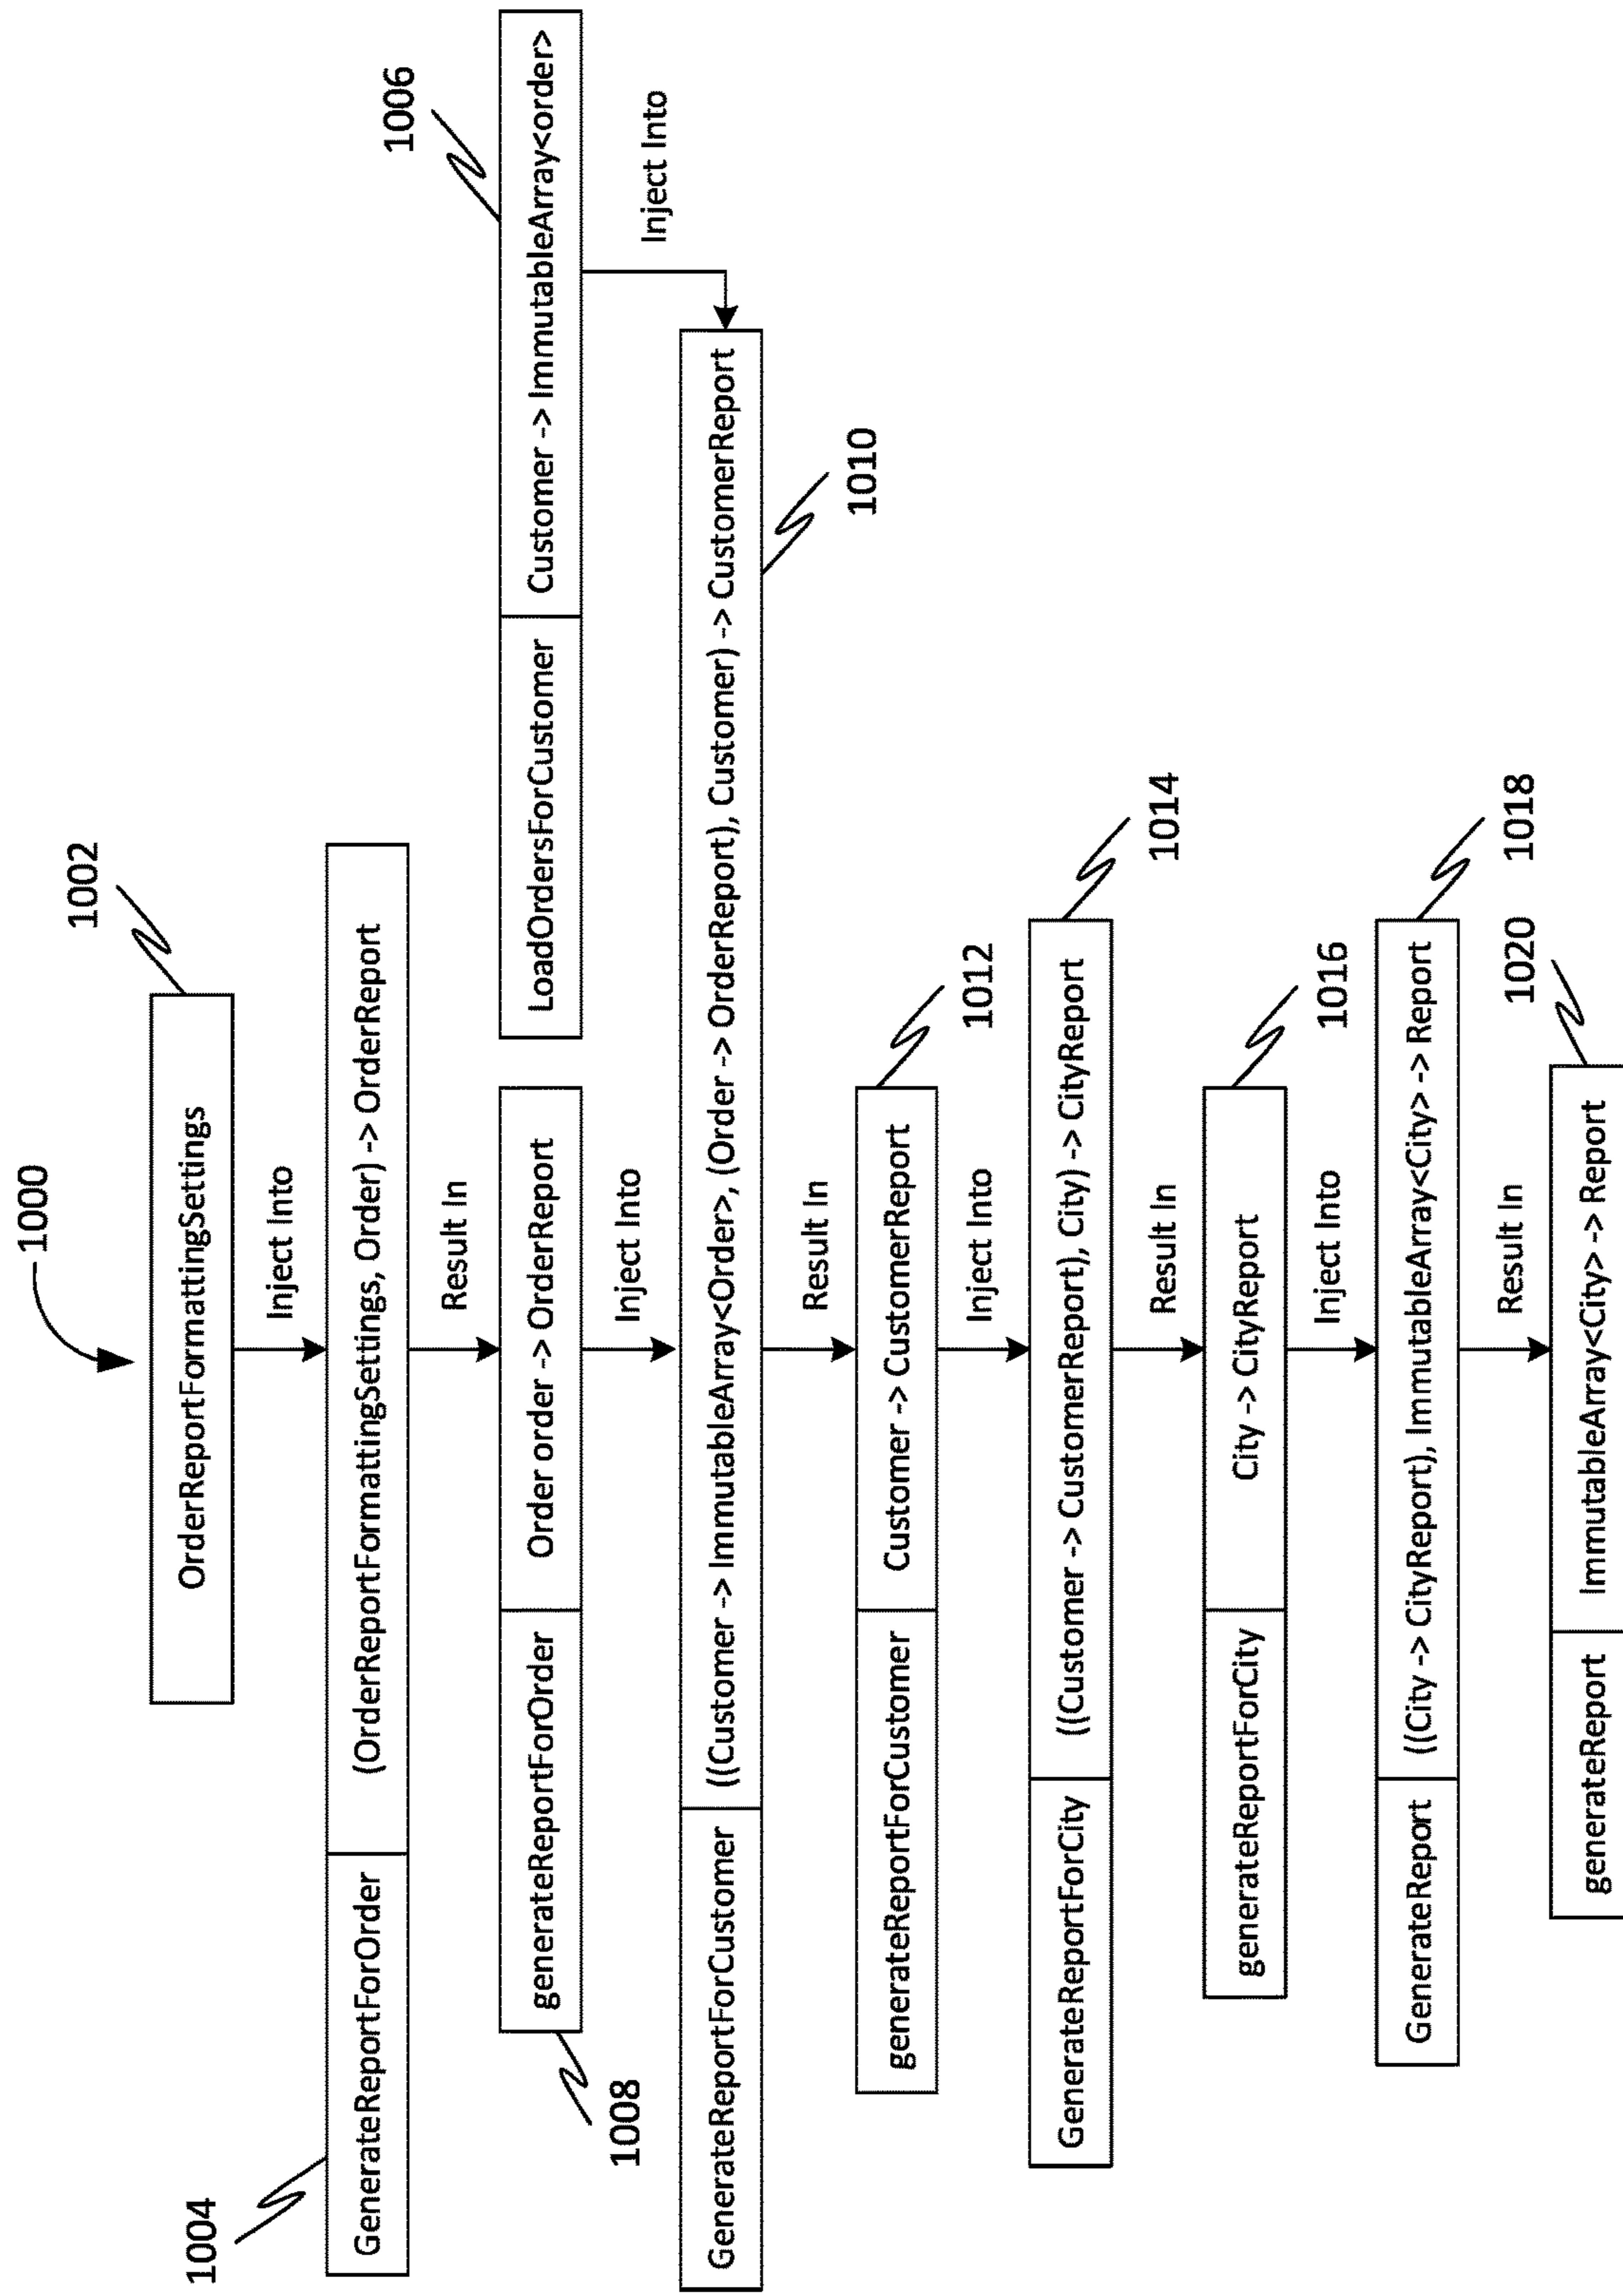 1000
1002
OrderReportFormattingSettings
Inject Into
1004
GenerateReportForOrder
(OrderReportFormattingSettings, Order) -> OrderReport
Result In
1006
1008
generateReportForOrder
Order order -> OrderReport
LoadOrdersForCustomer
Customer -> ImmutableArray<order>
Inject Into
Inject Into
GenerateReportForCustomer
((Customer -> ImmutableArray<Order>, (Order -> OrderReport), Customer) -> CustomerReport
1010
Result In
1012
generateReportForCustomer
Customer -> CustomerReport
Inject Into
1014
GenerateReportForCity
((Customer -> CustomerReport), City) -> CityReport
Result In
1016
generateReportForCity
City -> CityReport
Inject Into
1018
GenerateReport
((City -> CityReport), ImmutableArray<City> -> Report
Result In
1020
generateReport
ImmutableArray<City> -> Report